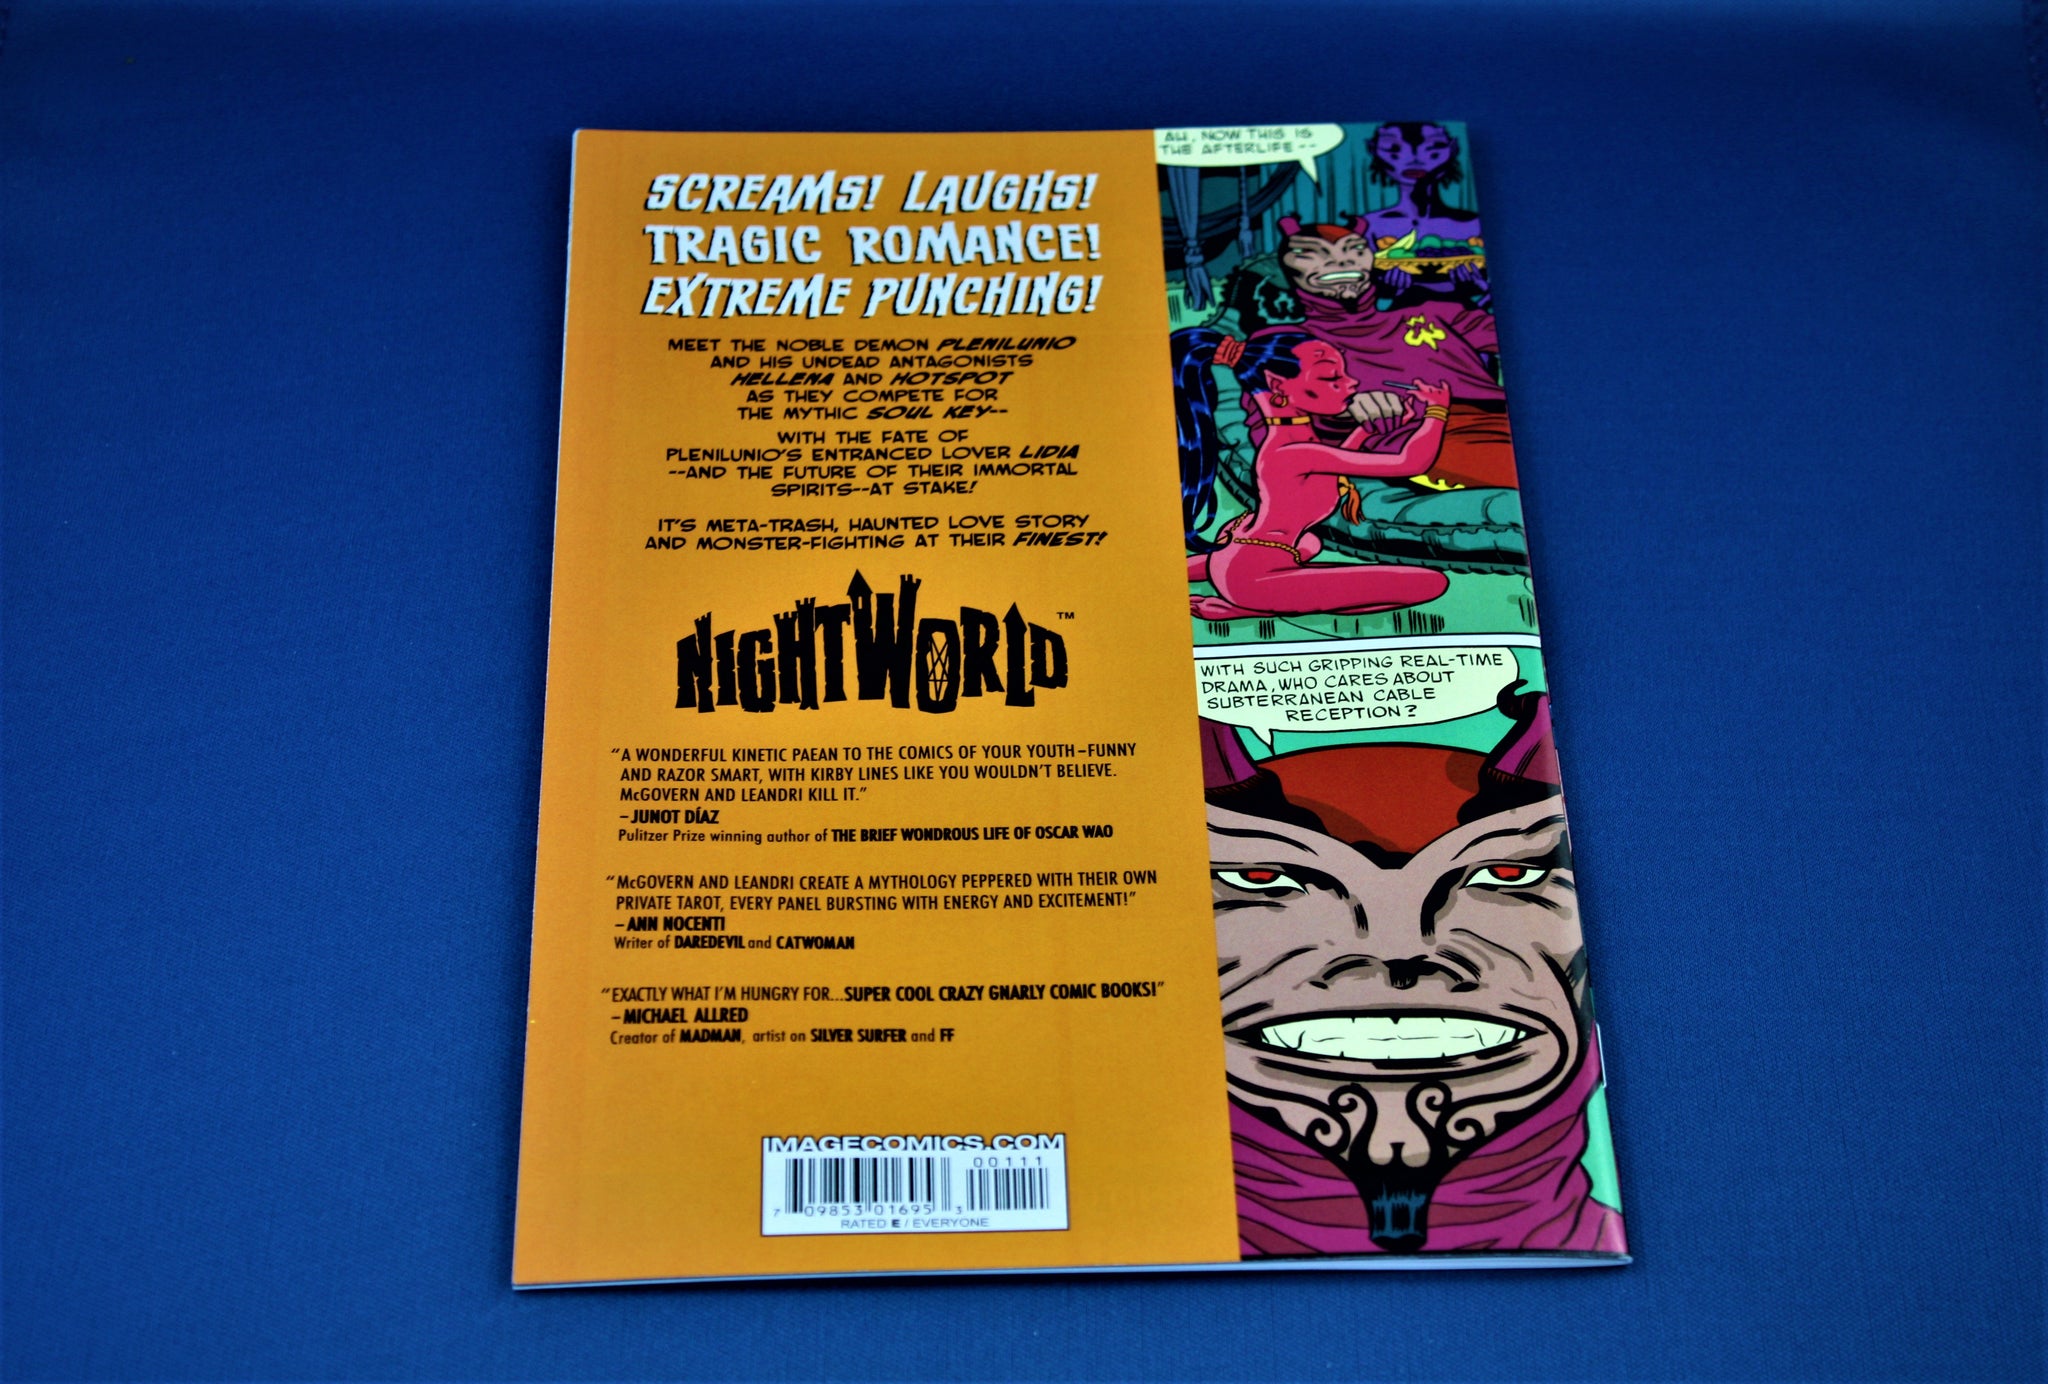 SCREAMS! LAUGHS!
TRAGIC ROMANCE!
EXTREME PUNCHING!
MEET THE NOBLE DEMON PLENILUNIO
AND HIS UNDEAD ANTAGONISTS
HELLENA AND HOTSPOT
AS THEY COMPETE FOR
THE MYTHIC SOUL KEY--
WITH THE FATE OF
PLENILUNIO'S ENTRANCED LOVER LIDIA
--AND THE FUTURE OF THEIR IMMORTAL
SPIRITS--AT STAKE!
IT'S META-TRASH, HAUNTED LOVE STORY
AND MONSTER-FIGHTING AT THEIR FINEST!
NIGHTWORLD™
"A WONDERFUL KINETIC PAEAN TO THE COMICS OF YOUR YOUTH–FUNNY
AND RAZOR SMART, WITH KIRBY LINES LIKE YOU WOULDN'T BELIEVE.
McGOVERN AND LEANDRI KILL IT."
–JUNOT DÍAZ
Pulitzer Prize winning author of THE BRIEF WONDROUS LIFE OF OSCAR WAO
"McGOVERN AND LEANDRI CREATE A MYTHOLOGY PEPPERED WITH THEIR OWN
PRIVATE TAROT, EVERY PANEL BURSTING WITH ENERGY AND EXCITEMENT!"
–ANN NOCENTI
Writer of DAREDEVIL and CATWOMAN
"EXACTLY WHAT I'M HUNGRY FOR...SUPER COOL CRAZY GNARLY COMIC BOOKS!"
–MICHAEL ALLRED
Creator of MADMAN, artist on SILVER SURFER and FF
IMAGECOMICS.COM
00111
7 09853 01695 3
RATED E / EVERYONE
AH, NOW THIS IS
THE AFTERLIFE--
WITH SUCH GRIPPING REAL-TIME
DRAMA, WHO CARES ABOUT
SUBTERRANEAN CABLE
RECEPTION?